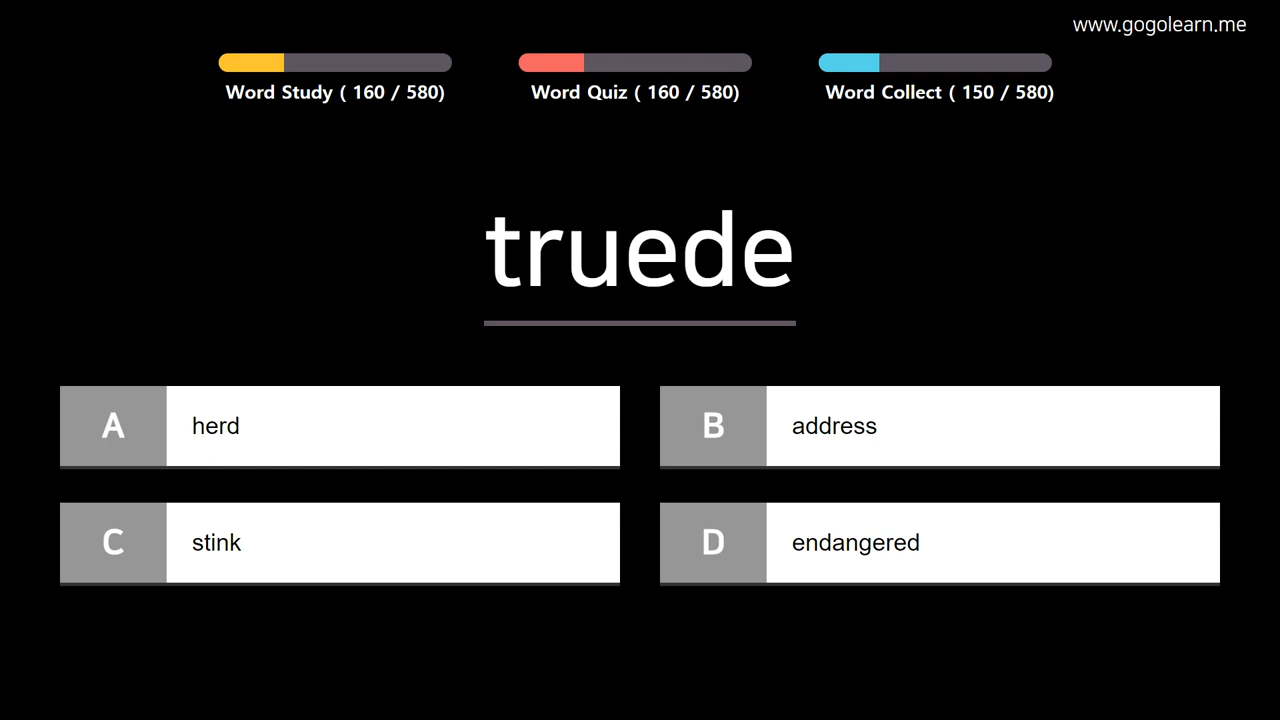 www.gogolearn.me
Word Study ( 160 / 580)
Word Quiz ( 160 / 580)
Word Collect ( 150 / 580)
truede
A herd
B address
C stink
D endangered